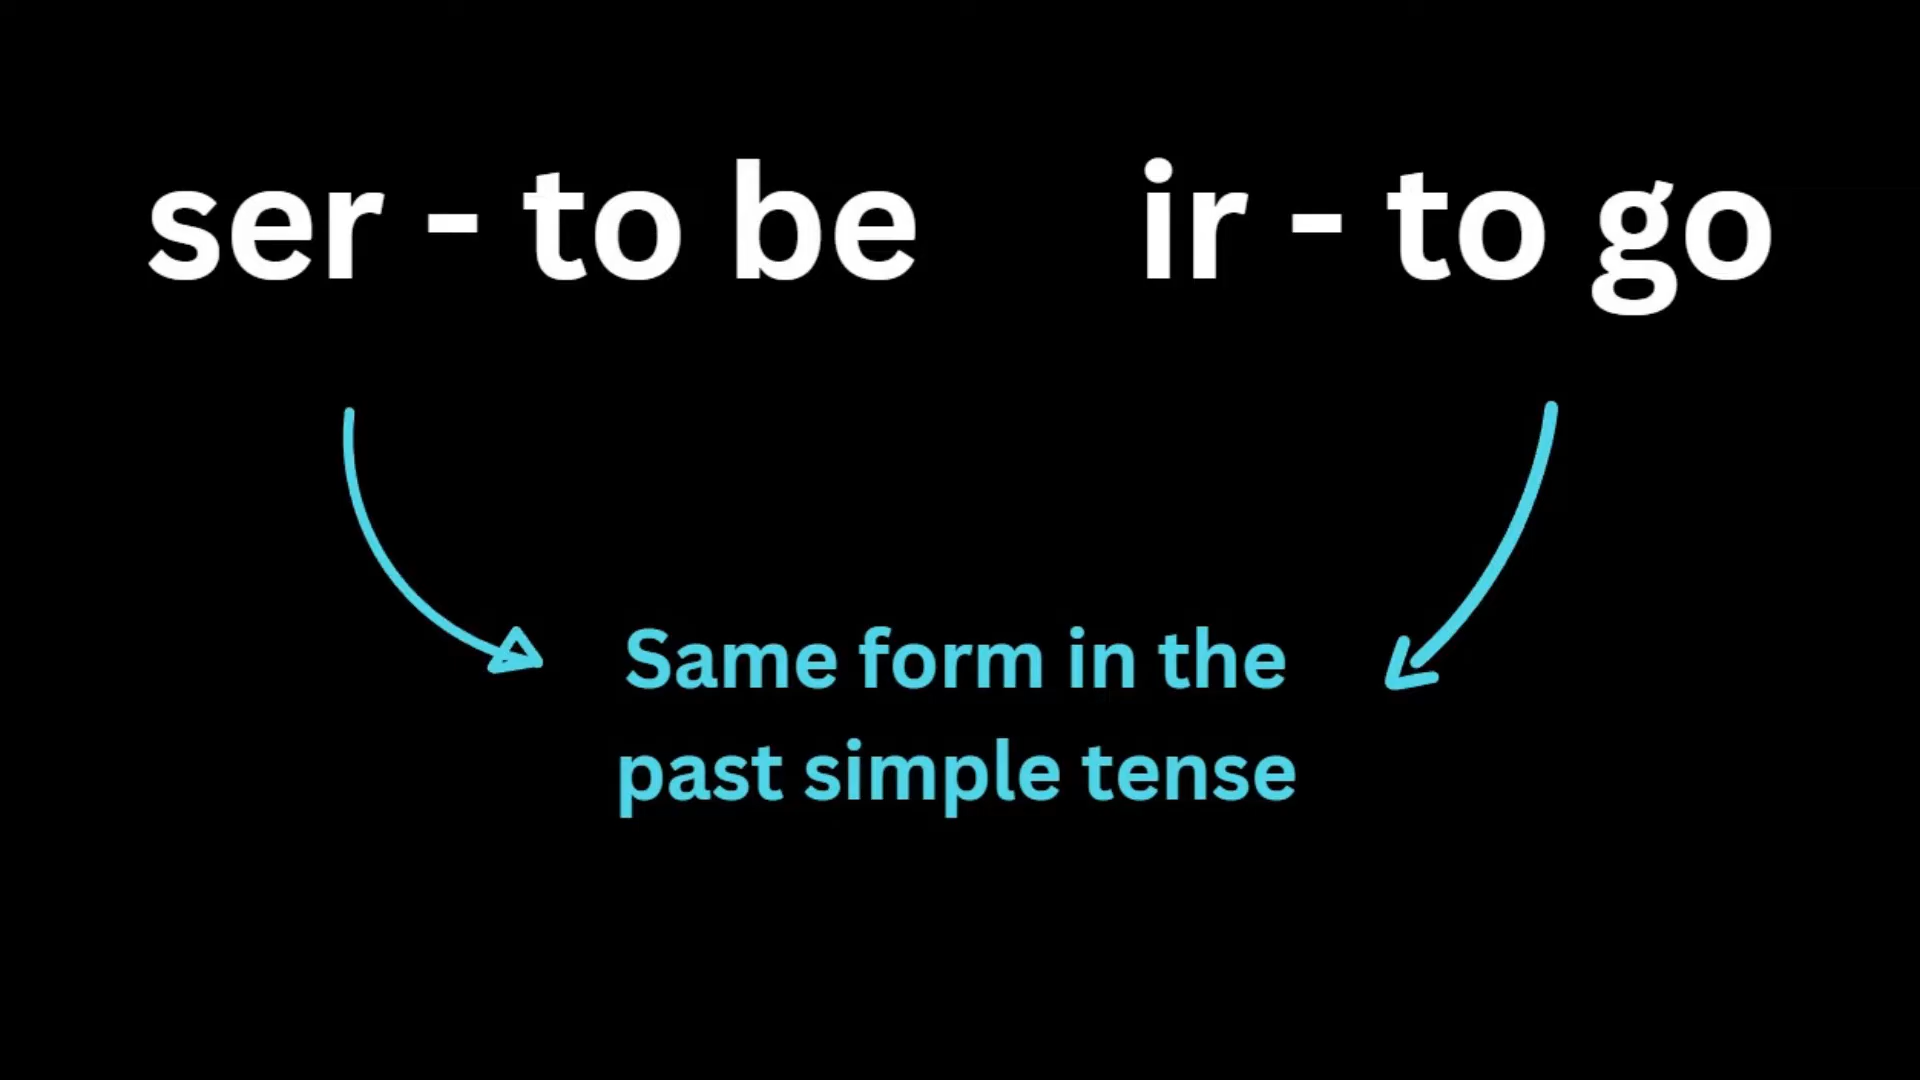 ser - to be
ir - to go
Same form in the
past simple tense